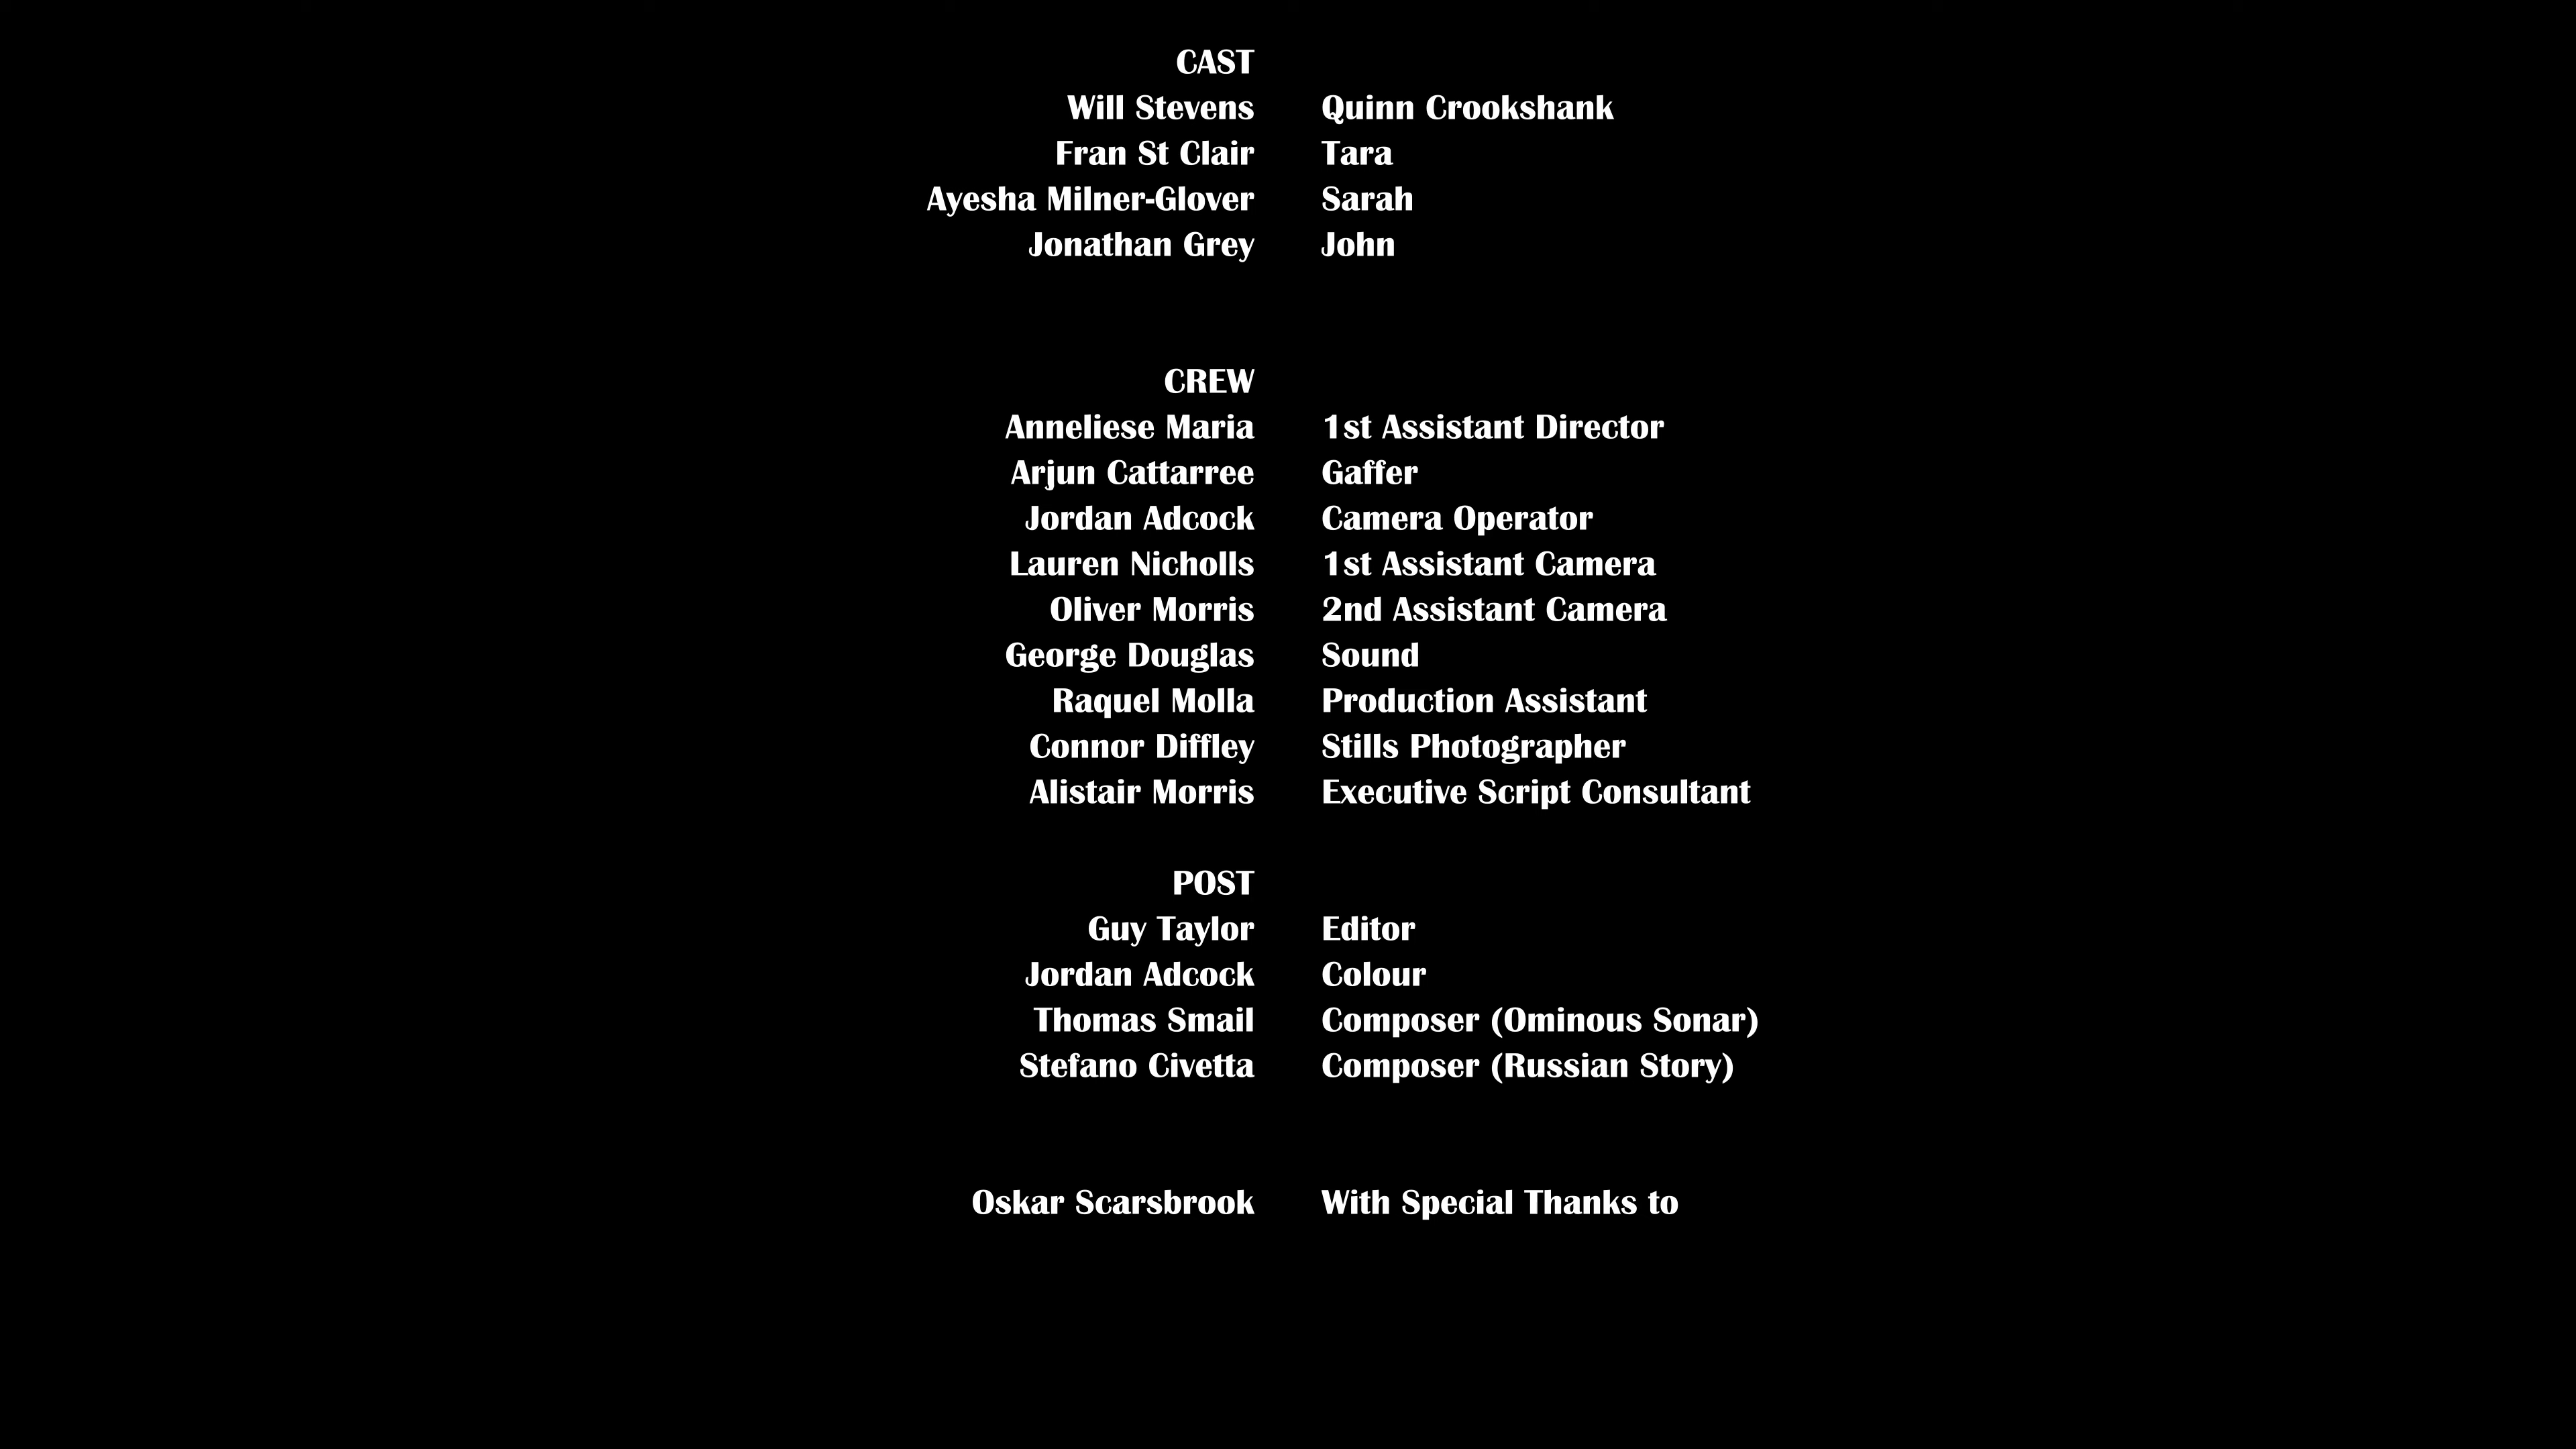 CAST
Will Stevens Quinn Crookshank
Fran St Clair Tara
Ayesha Milner-Glover Sarah
Jonathan Grey John
CREW
Anneliese Maria 1st Assistant Director
Arjun Cattarree Gaffer
Jordan Adcock Camera Operator
Lauren Nicholls 1st Assistant Camera
Oliver Morris 2nd Assistant Camera
George Douglas Sound
Raquel Molla Production Assistant
Connor Diffley Stills Photographer
Alistair Morris Executive Script Consultant
POST
Guy Taylor Editor
Jordan Adcock Colour
Thomas Smail Composer (Ominous Sonar)
Stefano Civetta Composer (Russian Story)
Oskar Scarsbrook With Special Thanks to